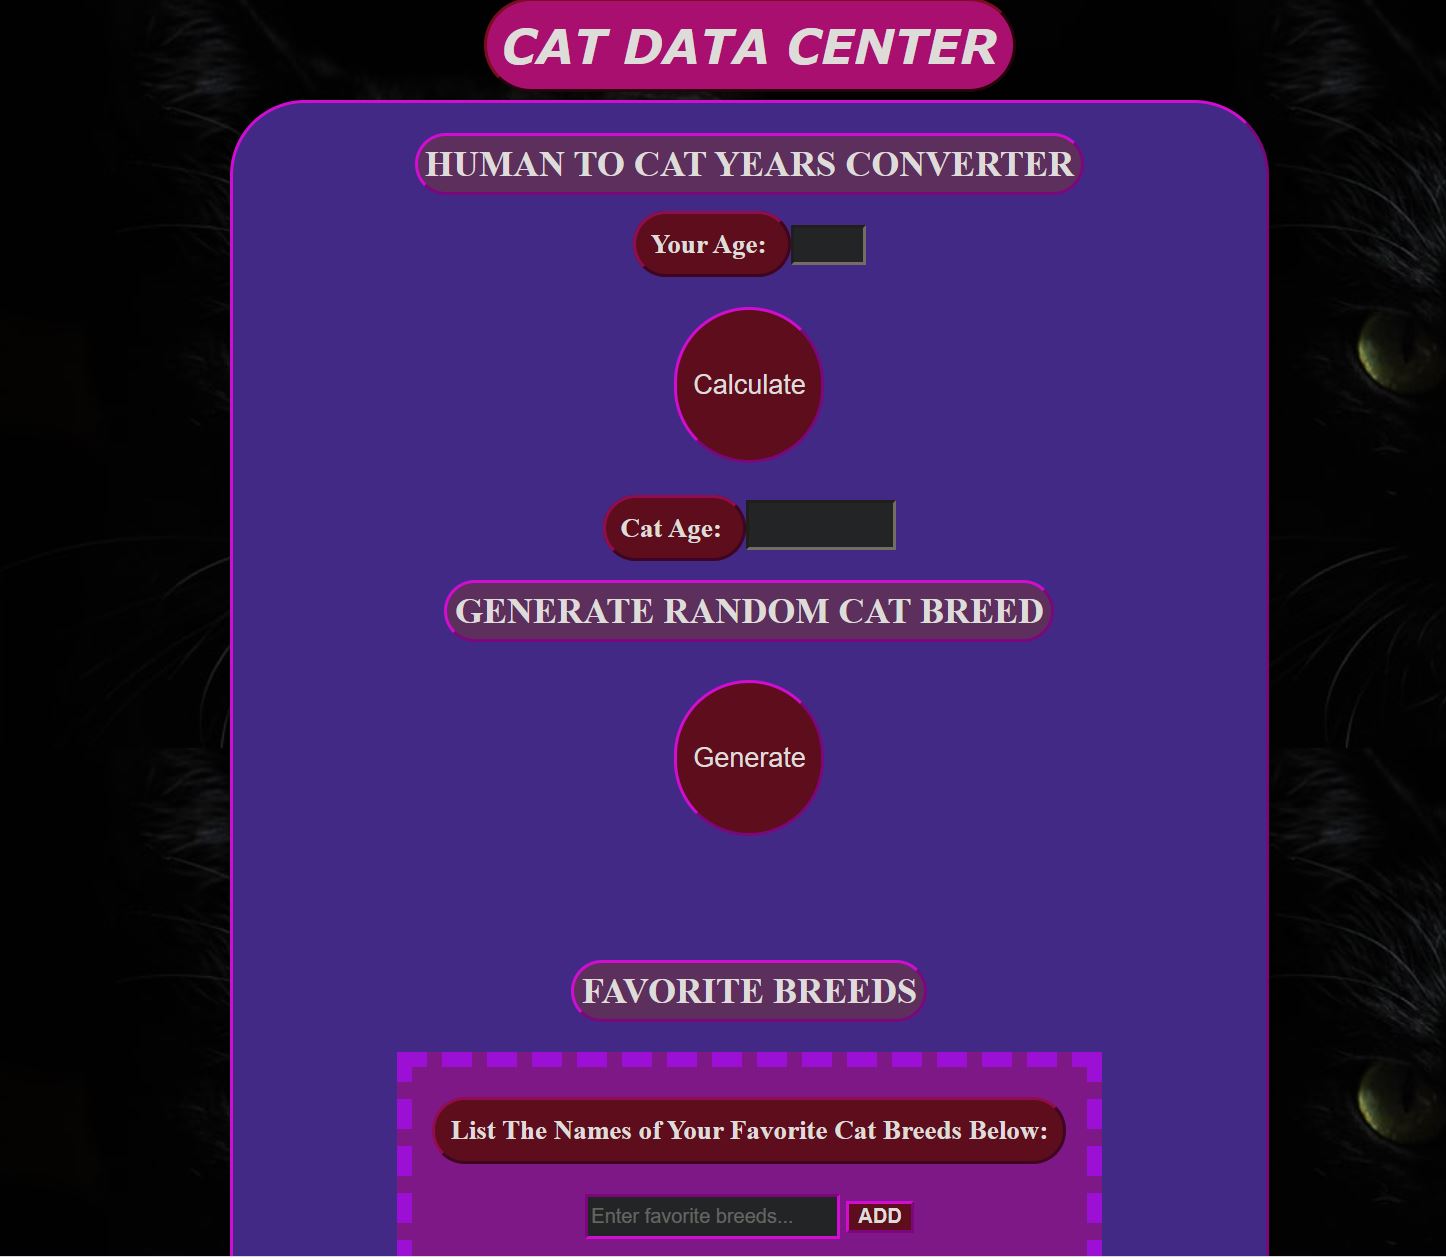 CAT DATA CENTER
HUMAN TO CAT YEARS CONVERTER
Your Age:
Calculate
Cat Age:
GENERATE RANDOM CAT BREED
Generate
FAVORITE BREEDS
List The Names of Your Favorite Cat Breeds Below:
Enter favorite breeds... ADD